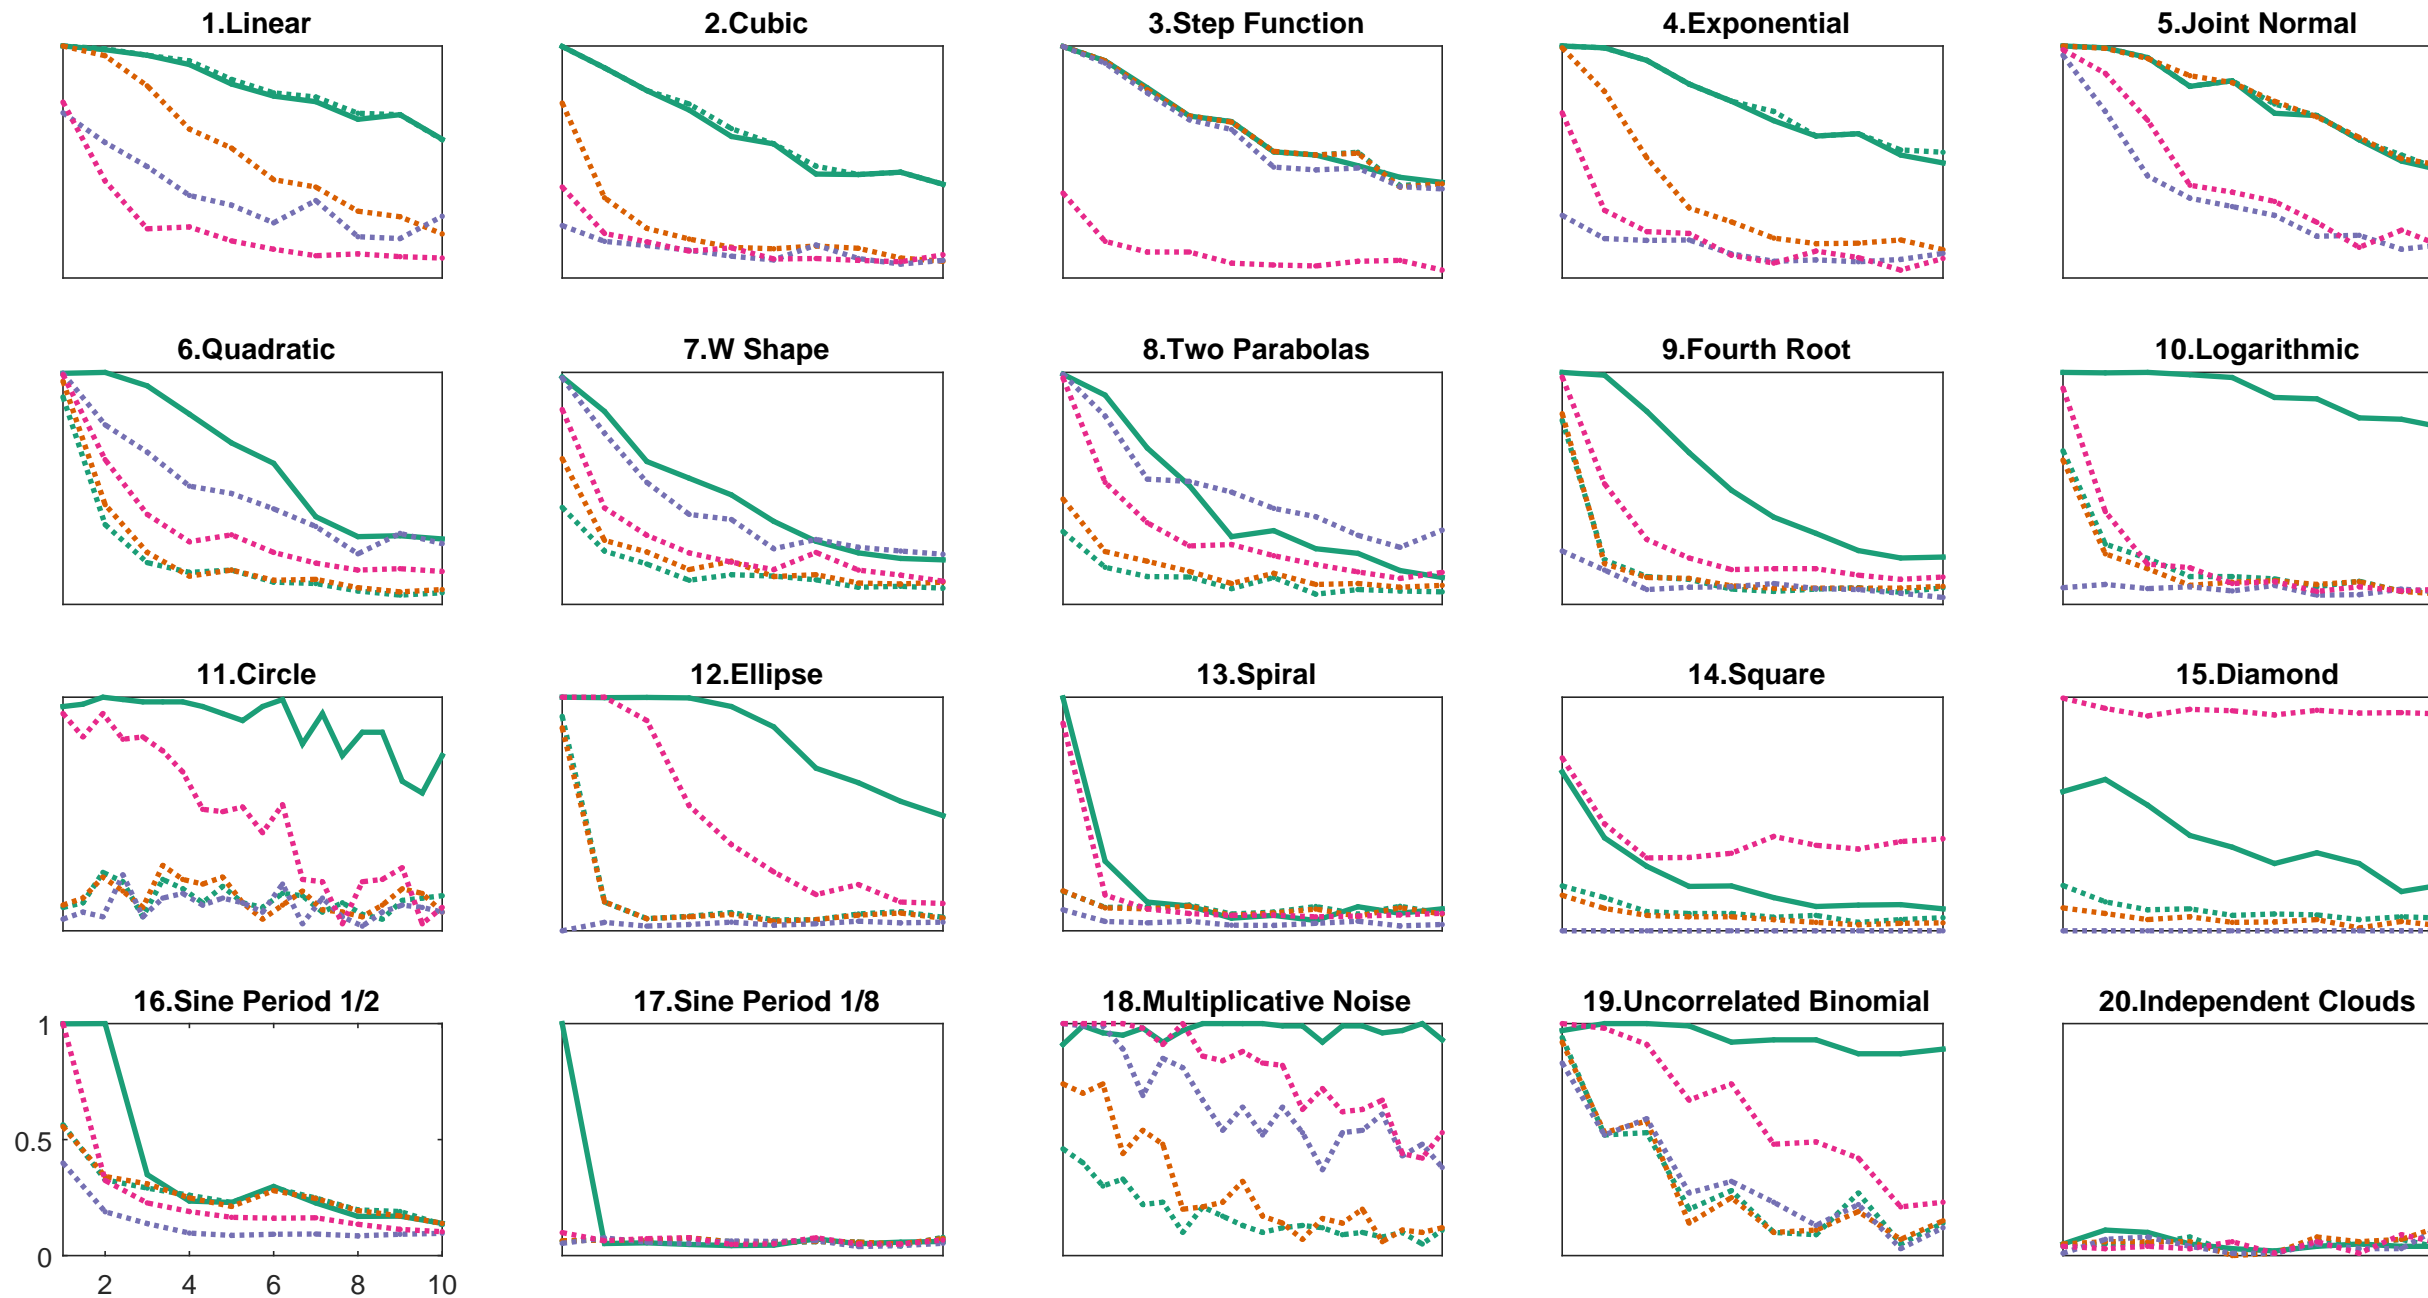 1.Linear
2.Cubic
3.Step Function
4.Exponential
5.Joint Normal
6.Quadratic
7.W Shape
8.Two Parabolas
9.Fourth Root
10.Logarithmic
11.Circle
12.Ellipse
13.Spiral
14.Square
15.Diamond
16.Sine Period 1/2
17.Sine Period 1/8
18.Multiplicative Noise
19.Uncorrelated Binomial
20.Independent Clouds
1
0.5
0
2 4 6 8 10